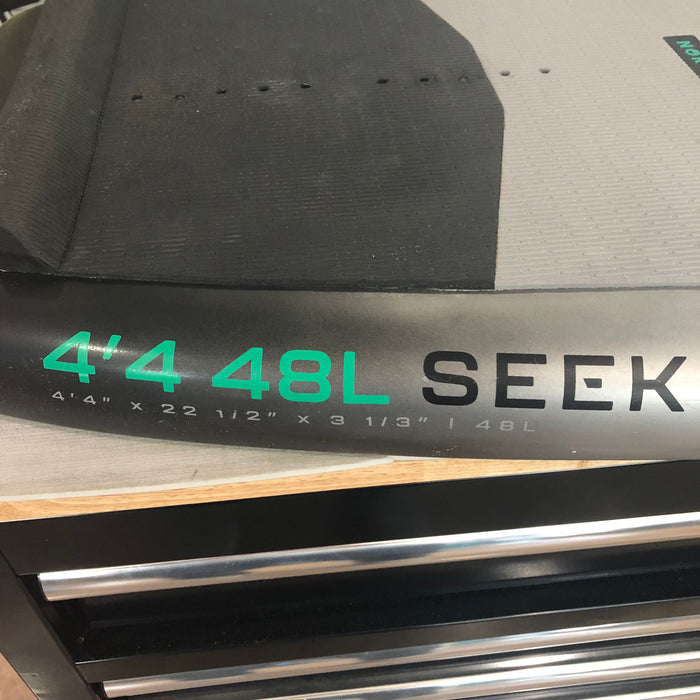 4'4 48L SEEK
4'4" x 22 1/2" x 3 1/3" | 48L